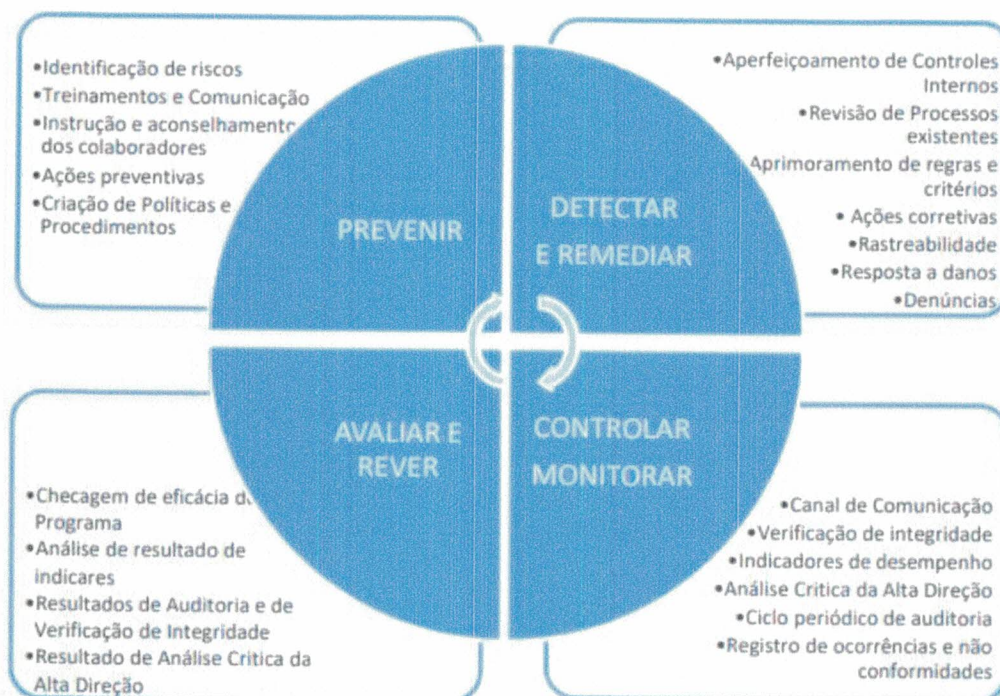 •Identificação de riscos
•Treinamentos e Comunicação
•Instrução e aconselhamento
dos colaboradores
•Ações preventivas
•Criação de Políticas e
Procedimentos
PREVENIR
•Aperfeiçoamento de Controles
Internos
•Revisão de Processos
existentes
Aprimoramento de regras e
critérios
• Ações corretivas
•Rastreabilidade
•Resposta a danos
•Denúncias
DETECTAR
E REMEDIAR
AVALIAR E
REVER
•Checagem de eficácia d
Programa
•Análise de resultado de
indicares
•Resultados de Auditoria e de
Verificação de Integridade
•Resultado de Análise Critica da
Alta Direção
CONTROLAR
MONITORAR
•Canal de Comunicação
•Verificação de integridade
•Indicadores de desempenho
•Análise Critica da Alta Direção
•Ciclo periódico de auditoria
•Registro de ocorrências e não
conformidades